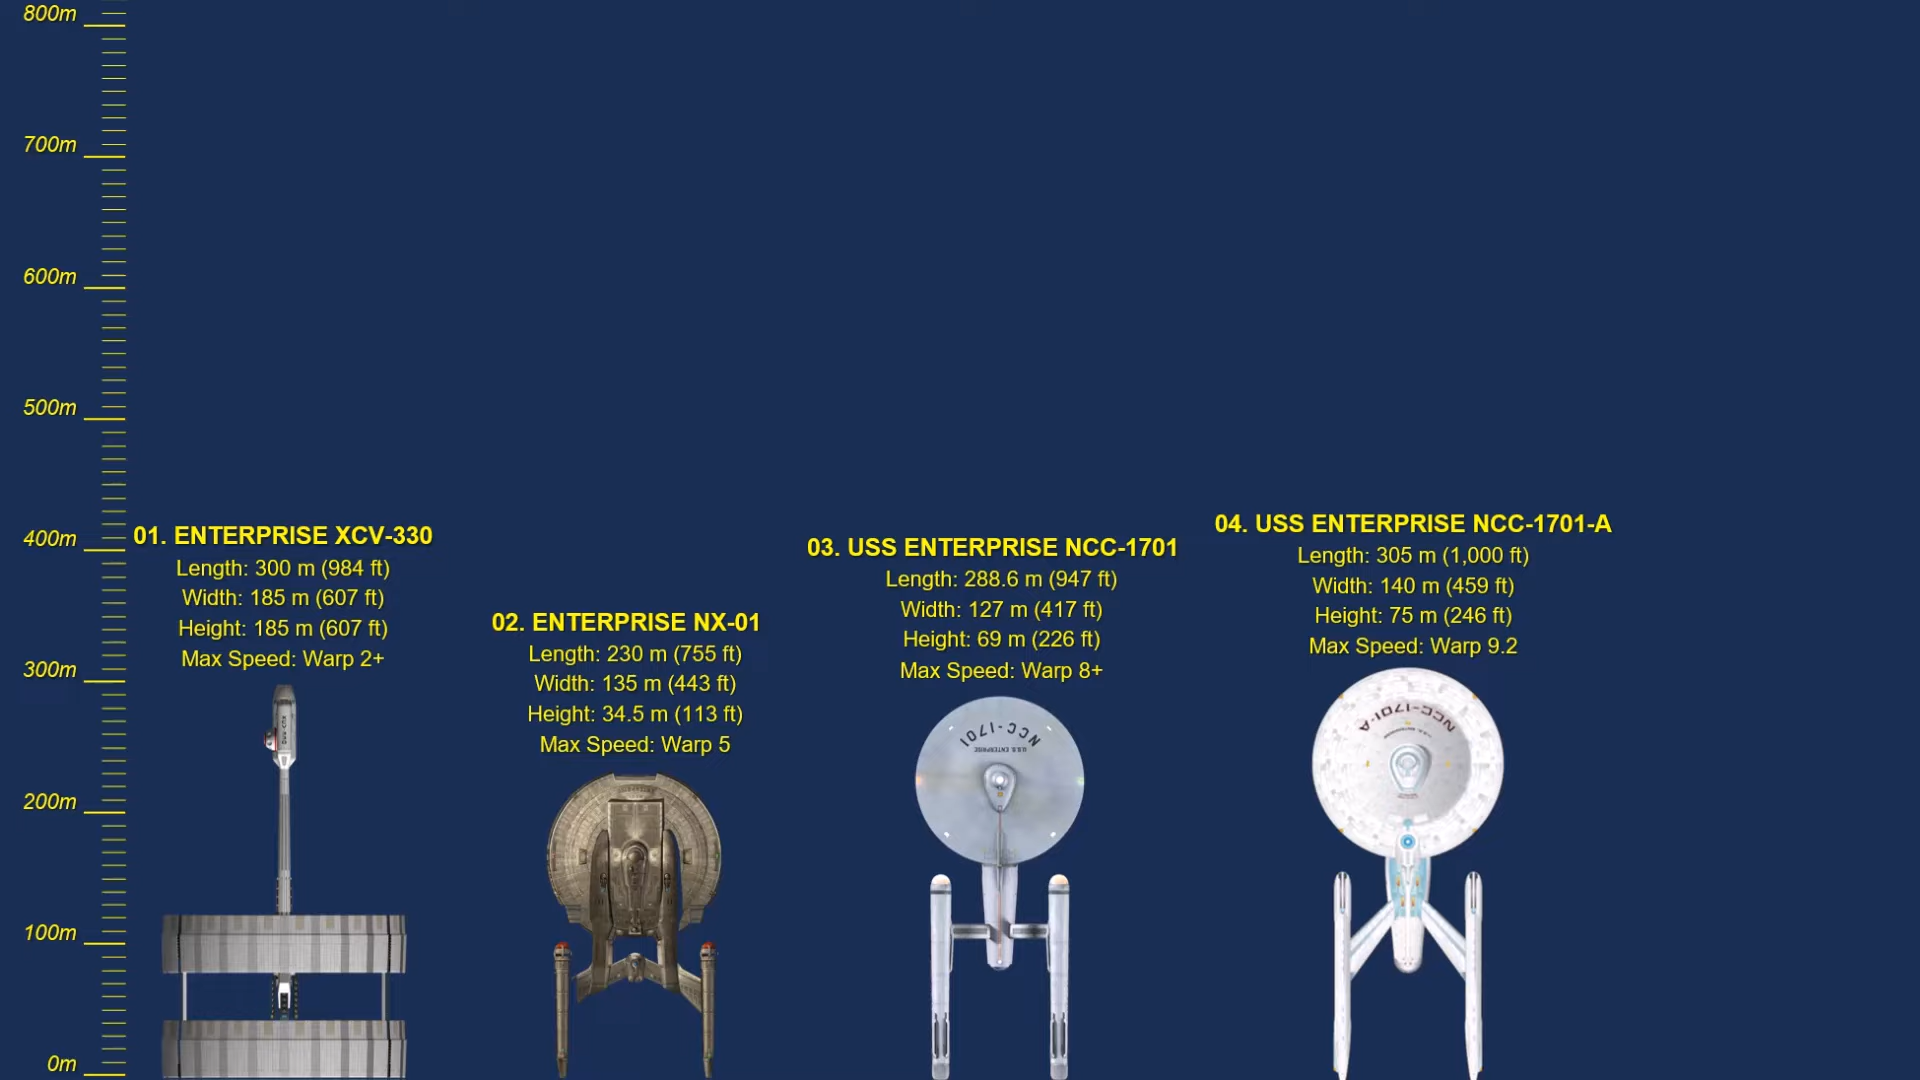 800m
700m
600m
500m
400m
300m
200m
100m
0m
01. ENTERPRISE XCV-330
Length: 300 m (984 ft)
Width: 185 m (607 ft)
Height: 185 m (607 ft)
Max Speed: Warp 2+
02. ENTERPRISE NX-01
Length: 230 m (755 ft)
Width: 135 m (443 ft)
Height: 34.5 m (113 ft)
Max Speed: Warp 5
03. USS ENTERPRISE NCC-1701
Length: 288.6 m (947 ft)
Width: 127 m (417 ft)
Height: 69 m (226 ft)
Max Speed: Warp 8+
NCC-1701
U.S.S. ENTERPRISE
04. USS ENTERPRISE NCC-1701-A
Length: 305 m (1,000 ft)
Width: 140 m (459 ft)
Height: 75 m (246 ft)
Max Speed: Warp 9.2
NCC-1701-A